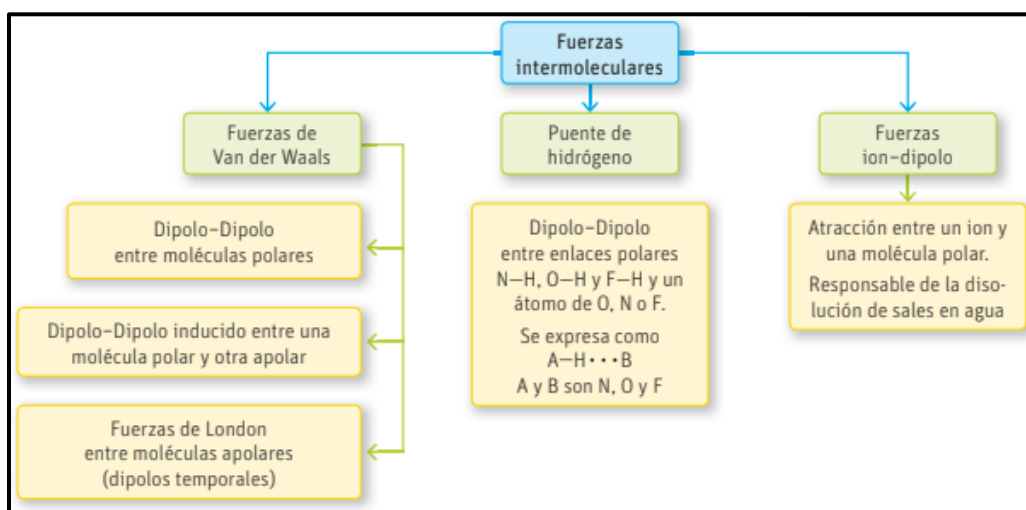 Fuerzas
intermoleculares
Fuerzas de
Van der Waals
Puente de
hidrógeno
Fuerzas
ion-dipolo
Dipolo-Dipolo
entre moléculas polares
Dipolo-Dipolo inducido entre una
molécula polar y otra apolar
Fuerzas de London
entre moléculas apolares
(dipolos temporales)
Dipolo-Dipolo
entre enlaces polares
N—H, O—H y F—H y un
átomo de O, N o F.
Se expresa como
A—H···B
A y B son N, O y F
Atracción entre un ion y
una molécula polar.
Responsable de la diso-
lución de sales en agua